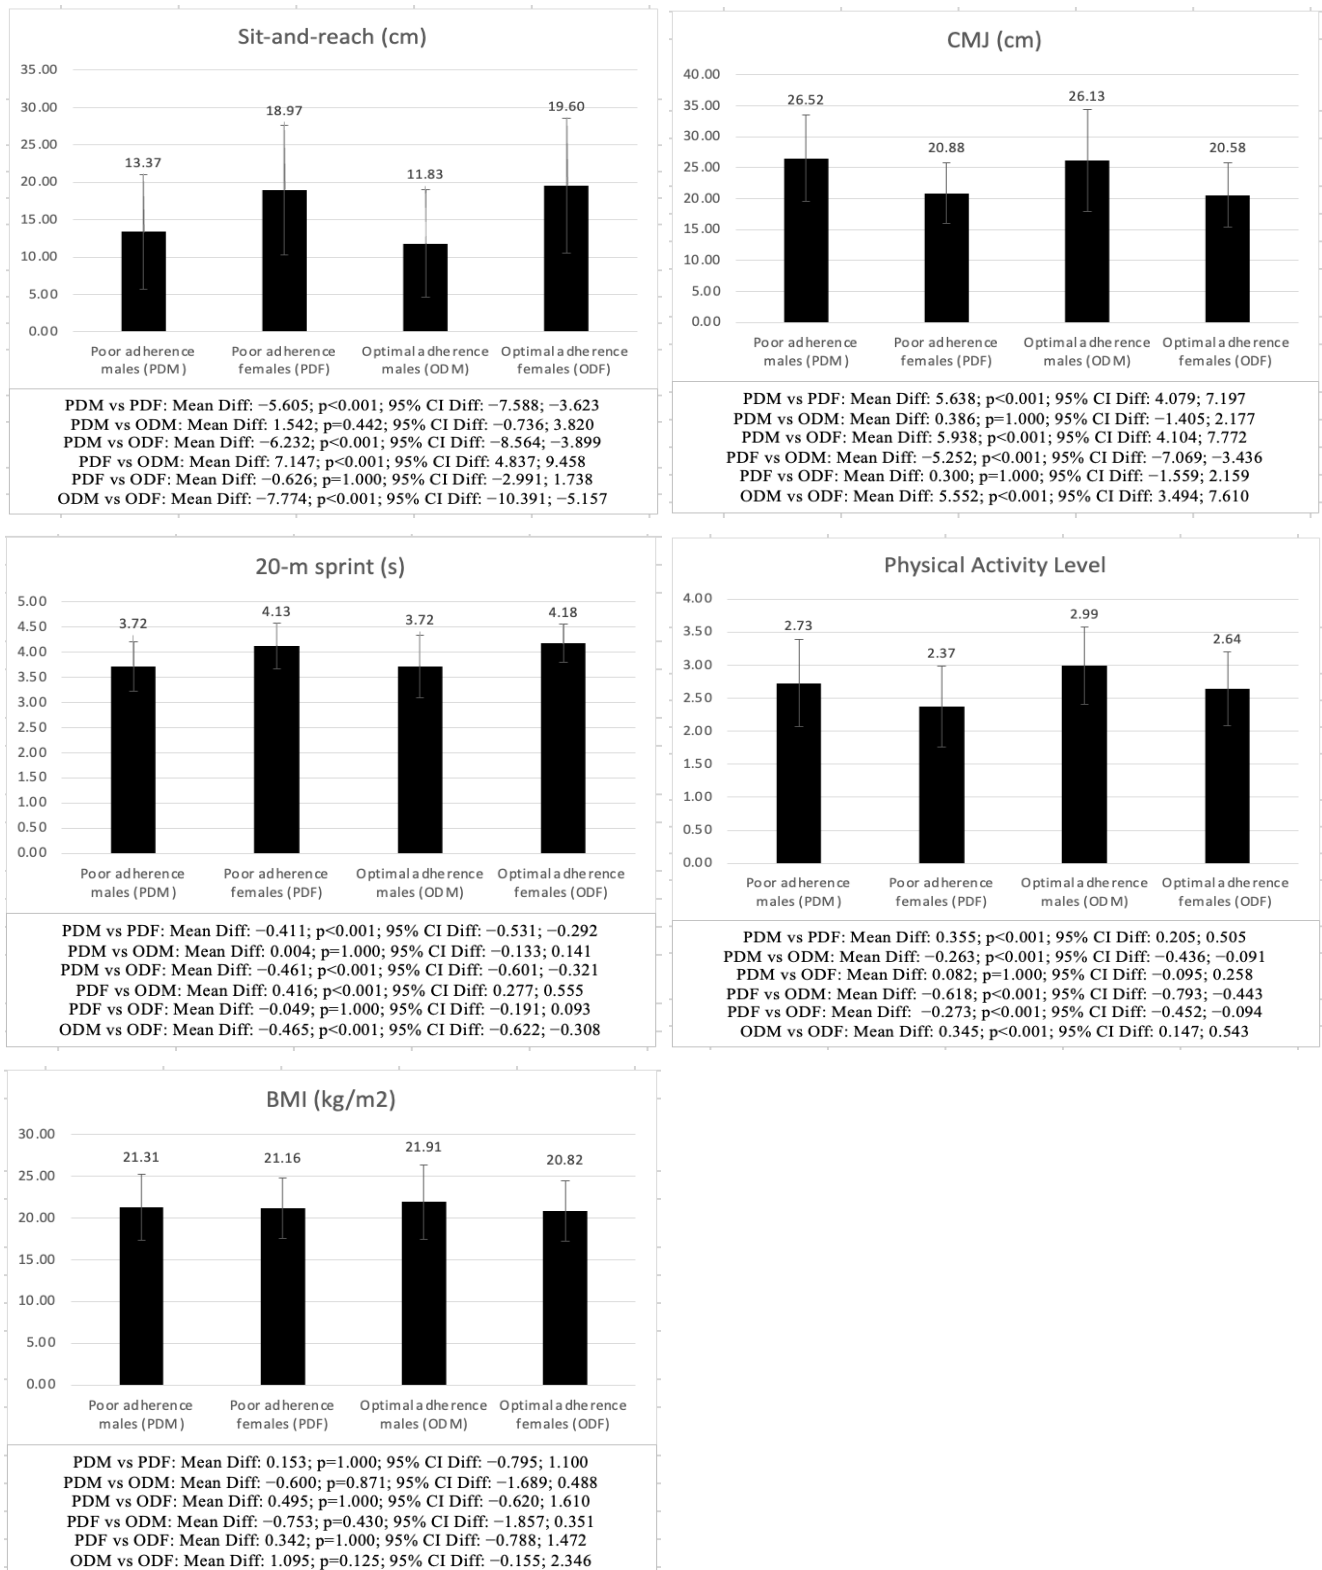 Sit-and-reach (cm)
35.00
30.00
25.00
20.00
15.00
10.00
5.00
0.00
13.37
18.97
11.83
19.60
Poor adherence
males (PDM)
Poor adherence
females (PDF)
Optimal adherence
males (ODM)
Optimal adherence
females (ODF)
PDM vs PDF: Mean Diff: −5.605; p<0.001; 95% CI Diff: −7.588; −3.623
PDM vs ODM: Mean Diff: 1.542; p=0.442; 95% CI Diff: −0.736; 3.820
PDM vs ODF: Mean Diff: −6.232; p<0.001; 95% CI Diff: −8.564; −3.899
PDF vs ODM: Mean Diff: 7.147; p<0.001; 95% CI Diff: 4.837; 9.458
PDF vs ODF: Mean Diff: −0.626; p=1.000; 95% CI Diff: −2.991; 1.738
ODM vs ODF: Mean Diff: −7.774; p<0.001; 95% CI Diff: −10.391; −5.157
CMJ (cm)
40.00
35.00
30.00
25.00
20.00
15.00
10.00
5.00
0.00
26.52
20.88
26.13
20.58
Poor adherence
males (PDM)
Poor adherence
females (PDF)
Optimal adherence
males (ODM)
Optimal adherence
females (ODF)
PDM vs PDF: Mean Diff: 5.638; p<0.001; 95% CI Diff: 4.079; 7.197
PDM vs ODM: Mean Diff: 0.386; p=1.000; 95% CI Diff: −1.405; 2.177
PDM vs ODF: Mean Diff: 5.938; p<0.001; 95% CI Diff: 4.104; 7.772
PDF vs ODM: Mean Diff: −5.252; p<0.001; 95% CI Diff: −7.069; −3.436
PDF vs ODF: Mean Diff: 0.300; p=1.000; 95% CI Diff: −1.559; 2.159
ODM vs ODF: Mean Diff: 5.552; p<0.001; 95% CI Diff: 3.494; 7.610
20-m sprint (s)
5.00
4.50
4.00
3.50
3.00
2.50
2.00
1.50
1.00
0.50
0.00
3.72
4.13
3.72
4.18
Poor adherence
males (PDM)
Poor adherence
females (PDF)
Optimal adherence
males (ODM)
Optimal adherence
females (ODF)
PDM vs PDF: Mean Diff: −0.411; p<0.001; 95% CI Diff: −0.531; −0.292
PDM vs ODM: Mean Diff: 0.004; p=1.000; 95% CI Diff: −0.133; 0.141
PDM vs ODF: Mean Diff: −0.461; p<0.001; 95% CI Diff: −0.601; −0.321
PDF vs ODM: Mean Diff: 0.416; p<0.001; 95% CI Diff: 0.277; 0.555
PDF vs ODF: Mean Diff: −0.049; p=1.000; 95% CI Diff: −0.191; 0.093
ODM vs ODF: Mean Diff: −0.465; p<0.001; 95% CI Diff: −0.622; −0.308
Physical Activity Level
4.00
3.50
3.00
2.50
2.00
1.50
1.00
0.50
0.00
2.73
2.37
2.99
2.64
Poor adherence
males (PDM)
Poor adherence
females (PDF)
Optimal adherence
males (ODM)
Optimal adherence
females (ODF)
PDM vs PDF: Mean Diff: 0.355; p<0.001; 95% CI Diff: 0.205; 0.505
PDM vs ODM: Mean Diff: −0.263; p<0.001; 95% CI Diff: −0.436; −0.091
PDM vs ODF: Mean Diff: 0.082; p=1.000; 95% CI Diff: −0.095; 0.258
PDF vs ODM: Mean Diff: −0.618; p<0.001; 95% CI Diff: −0.793; −0.443
PDF vs ODF: Mean Diff: −0.273; p<0.001; 95% CI Diff: −0.452; −0.094
ODM vs ODF: Mean Diff: 0.345; p<0.001; 95% CI Diff: 0.147; 0.543
BMI (kg/m2)
30.00
25.00
20.00
15.00
10.00
5.00
0.00
21.31
21.16
21.91
20.82
Poor adherence
males (PDM)
Poor adherence
females (PDF)
Optimal adherence
males (ODM)
Optimal adherence
females (ODF)
PDM vs PDF: Mean Diff: 0.153; p=1.000; 95% CI Diff: −0.795; 1.100
PDM vs ODM: Mean Diff: −0.600; p=0.871; 95% CI Diff: −1.689; 0.488
PDM vs ODF: Mean Diff: 0.495; p=1.000; 95% CI Diff: −0.620; 1.610
PDF vs ODM: Mean Diff: −0.753; p=0.430; 95% CI Diff: −1.857; 0.351
PDF vs ODF: Mean Diff: 0.342; p=1.000; 95% CI Diff: −0.788; 1.472
ODM vs ODF: Mean Diff: 1.095; p=0.125; 95% CI Diff: −0.155; 2.346